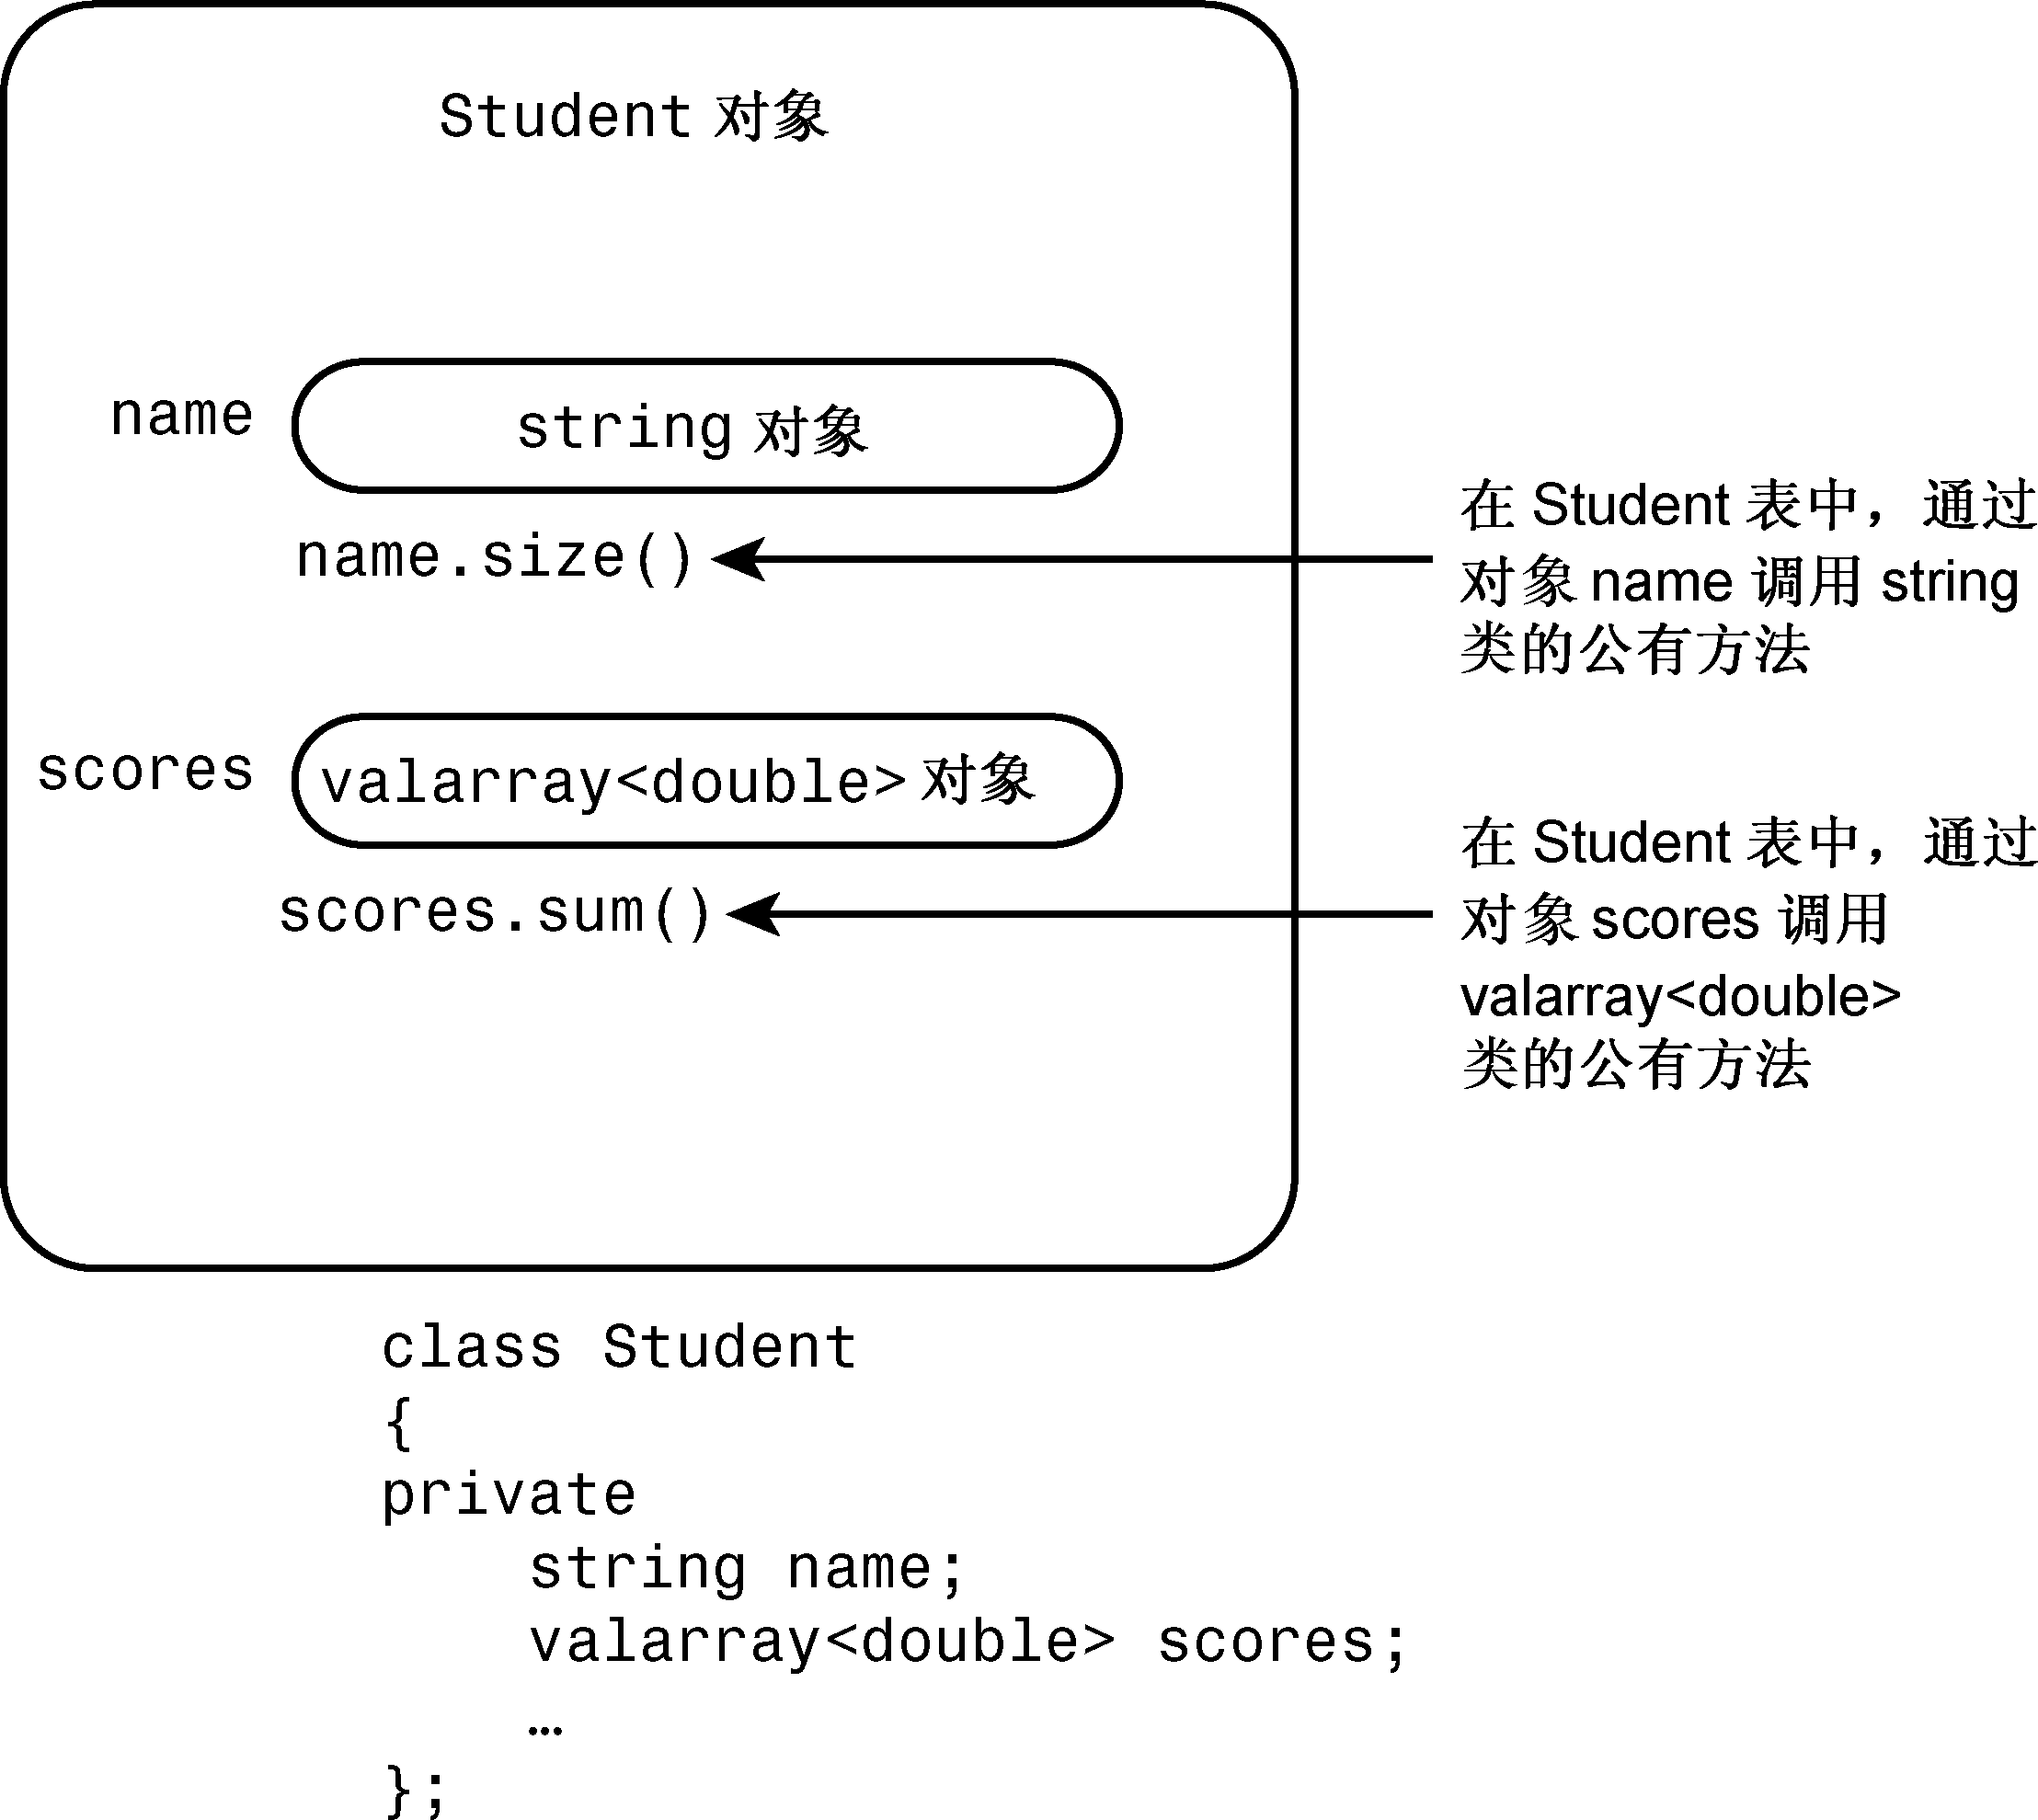 Student 对象
name
string 对象
name.size()
在 Student 表中，通过
对象 name 调用 string
类的公有方法
scores
valarray<double> 对象
scores.sum()
在 Student 表中，通过
对象 scores 调用
valarray<double>
类的公有方法
class Student
{
private
    string name;
    valarray<double> scores;
    …
};